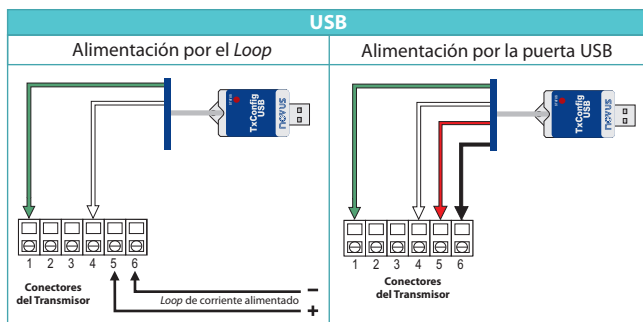 USB
Alimentación por el Loop
Alimentación por la puerta USB
TxConfig
USB
NOVUS
TxConfig
USB
NOVUS
1 2 3 4 5 6
Conectores
del Transmisor
Loop de corriente alimentado
−
+
1 2 3 4 5 6
Conectores
del Transmisor